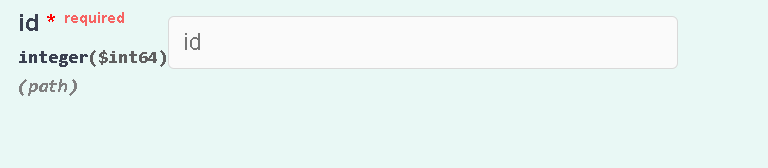 id * required
id
integer($int64)
(path)